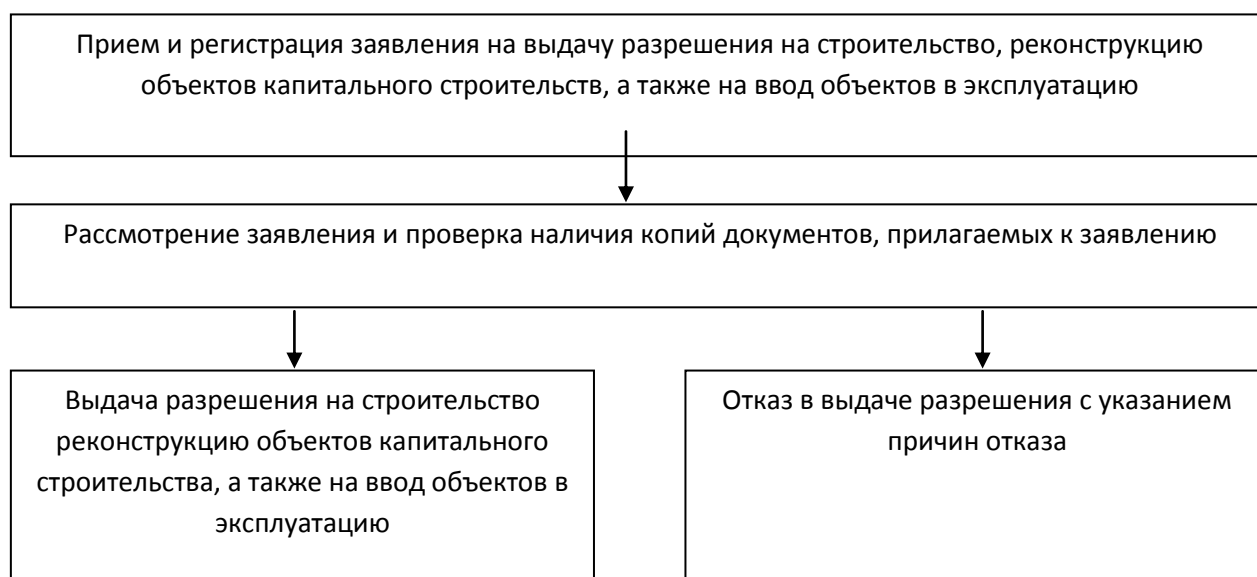 Прием и регистрация заявления на выдачу разрешения на строительство, реконструкцию
объектов капитального строительств, а также на ввод объектов в эксплуатацию
Рассмотрение заявления и проверка наличия копий документов, прилагаемых к заявлению
Выдача разрешения на строительство
реконструкцию объектов капитального
строительства, а также на ввод объектов в
эксплуатацию
Отказ в выдаче разрешения с указанием
причин отказа